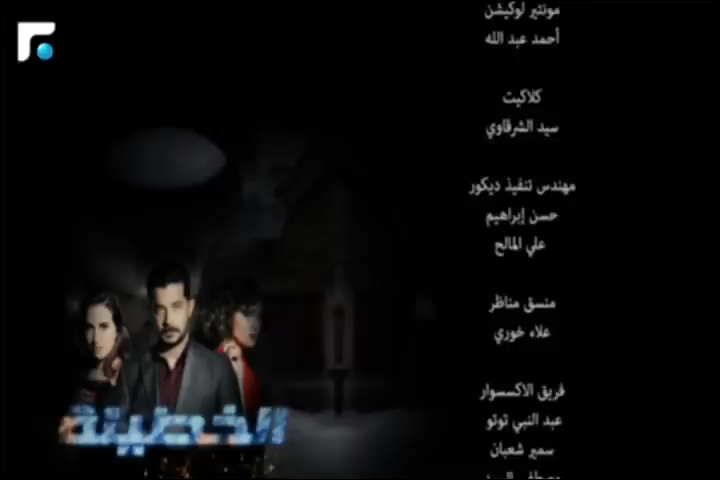 مونتير لوكيشن
أحمد عبد الله
كلاكيت
سيد الشرقاوي
مهندس تنفيذ ديكور
حسن إبراهيم
علي المالح
منسق مناظر
علاء خوري
فريق الاكسسوار
عبد النبي توتو
سمير شعبان
الخطيئة